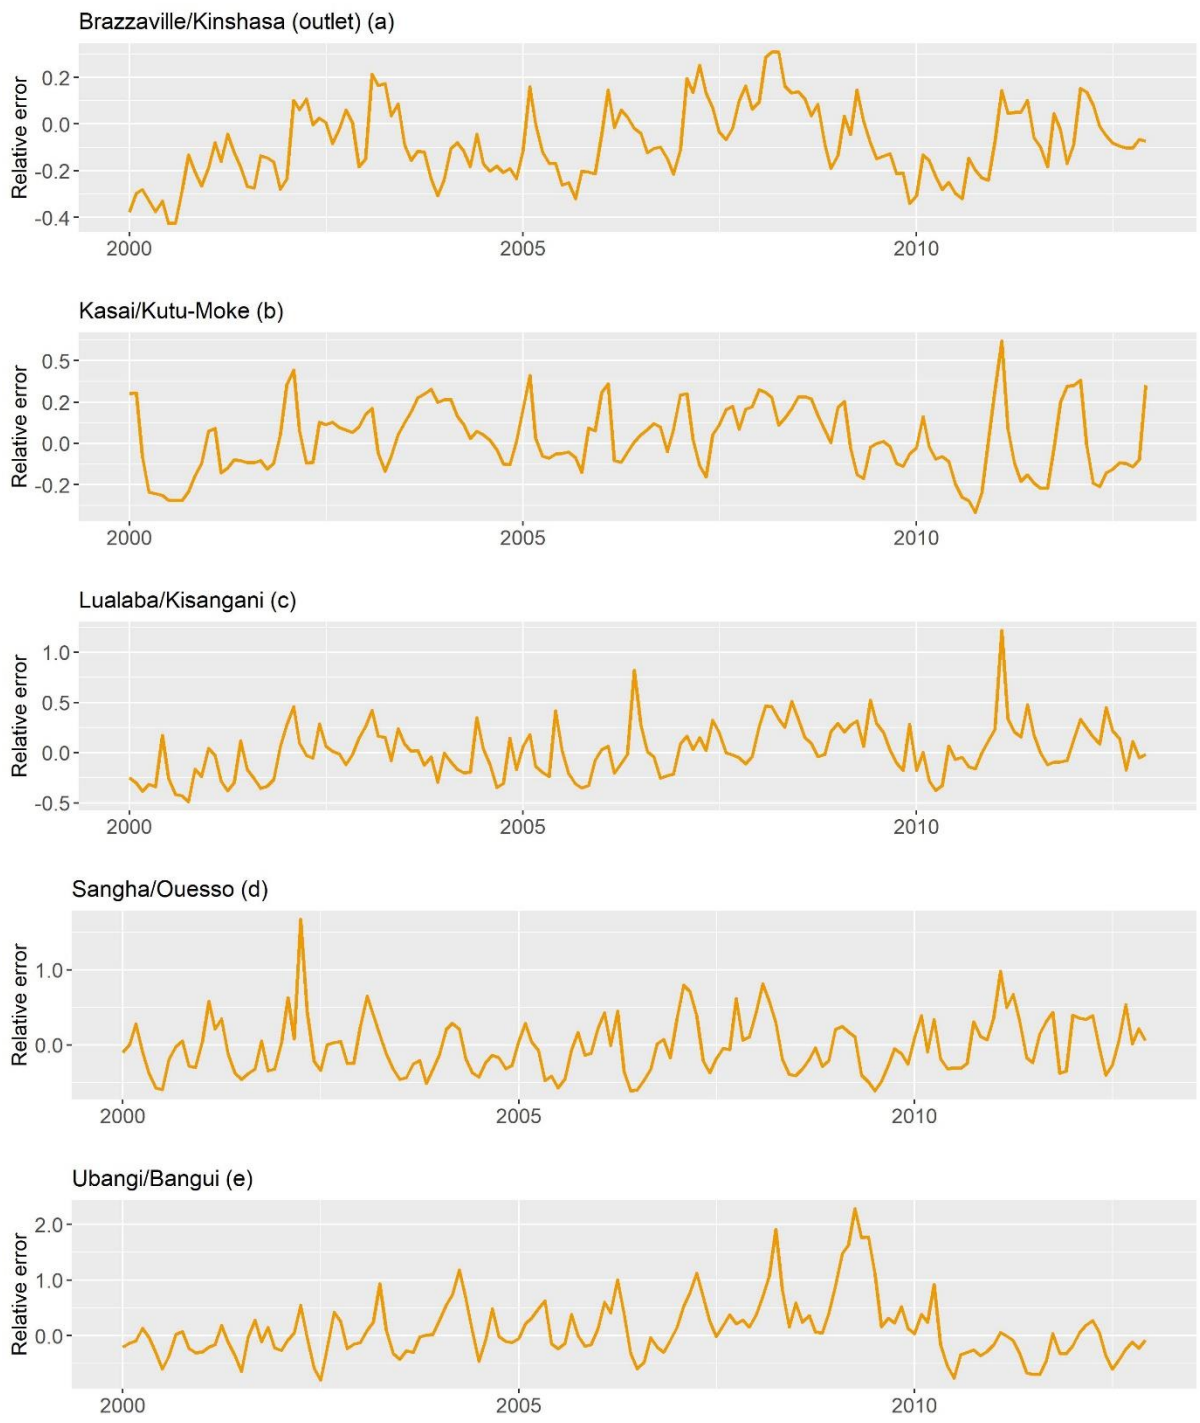 Brazzaville/Kinshasa (outlet) (a)
Relative error
0.2
0.0
-0.2
-0.4
2000 2005 2010
Kasai/Kutu-Moke (b)
Relative error
0.5
0.2
0.0
-0.2
2000 2005 2010
Lualaba/Kisangani (c)
Relative error
1.0
0.5
0.0
-0.5
2000 2005 2010
Sangha/Ouesso (d)
Relative error
1.0
0.0
2000 2005 2010
Ubangi/Bangui (e)
Relative error
2.0
1.0
0.0
2000 2005 2010